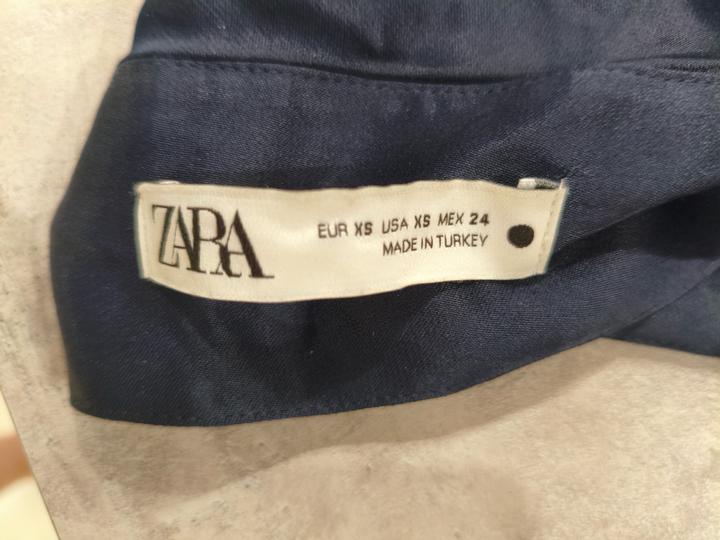 ZARA
EUR XS USA XS MEX 24
MADE IN TURKEY